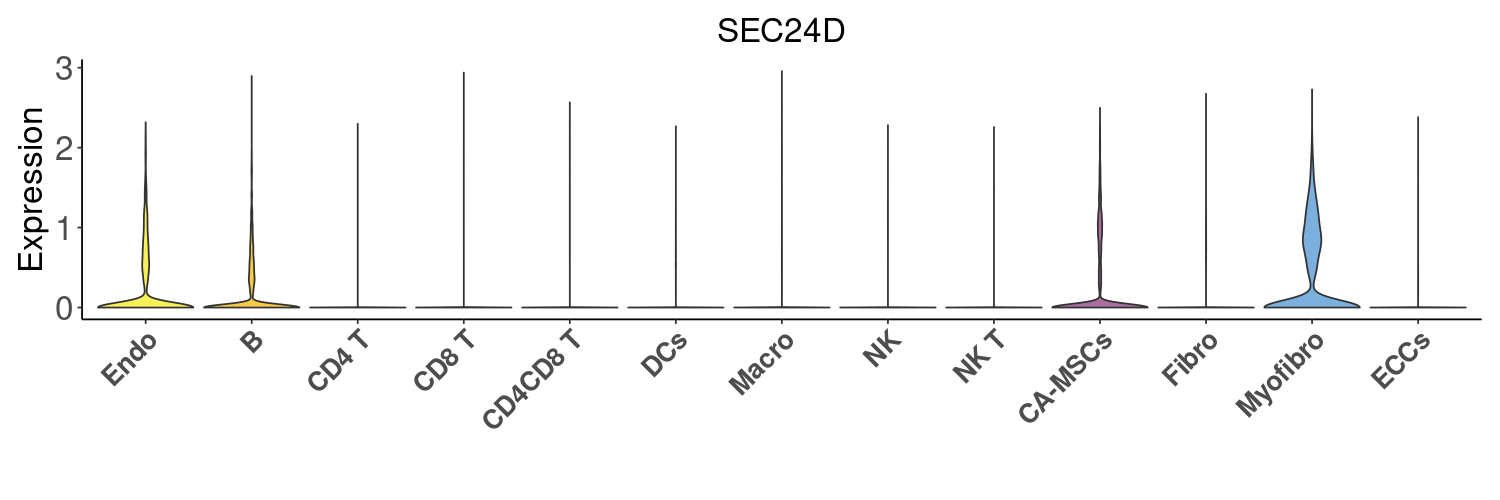 SEC24D
Expression
3
2
1
0
Endo
B
CD4 T
CD8 T
CD4CD8 T
DCs
Macro
NK
NK T
CA-MSCs
Fibro
Myofibro
ECCs